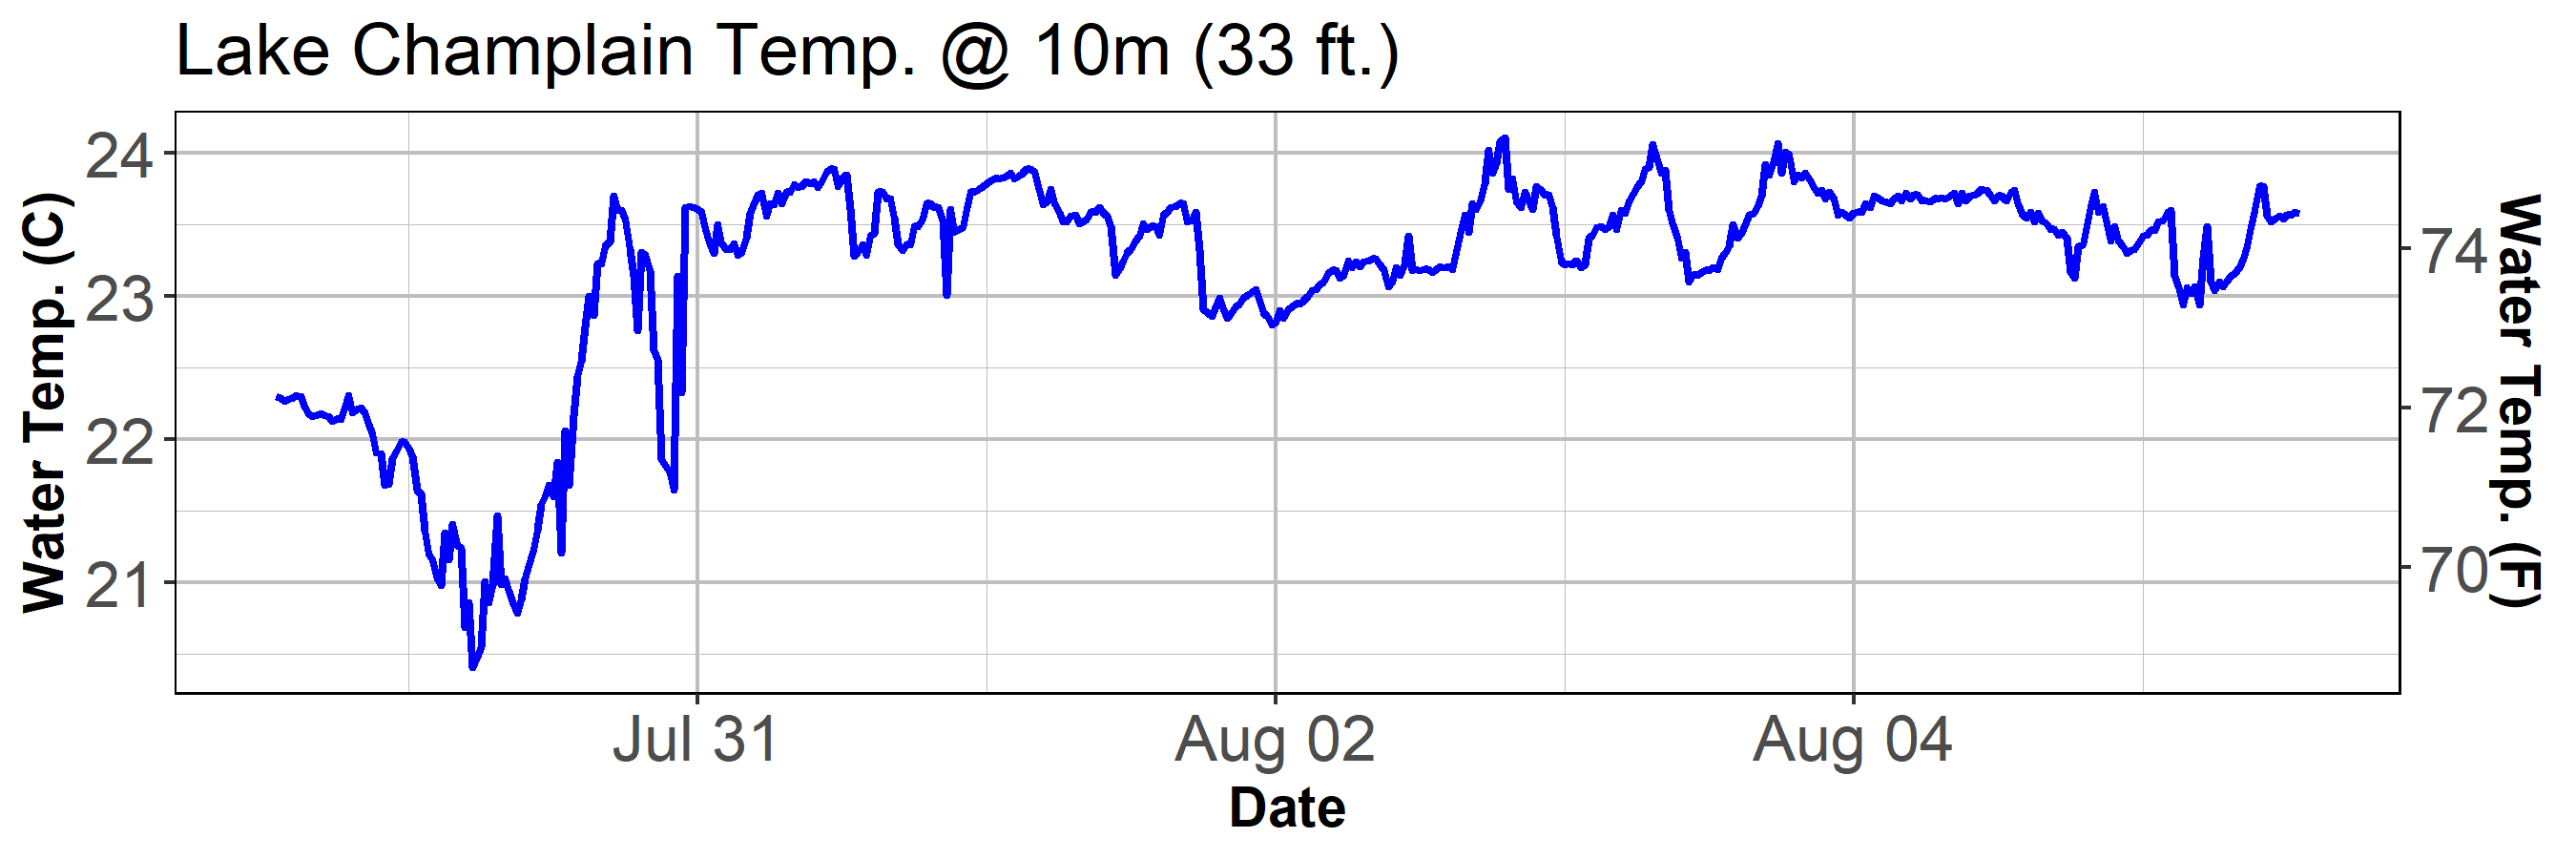 Lake Champlain Temp. @ 10m (33 ft.)
Water Temp. (C)
24
23
22
21
74
72
70
Water Temp. (F)
Jul 31
Aug 02
Aug 04
Date